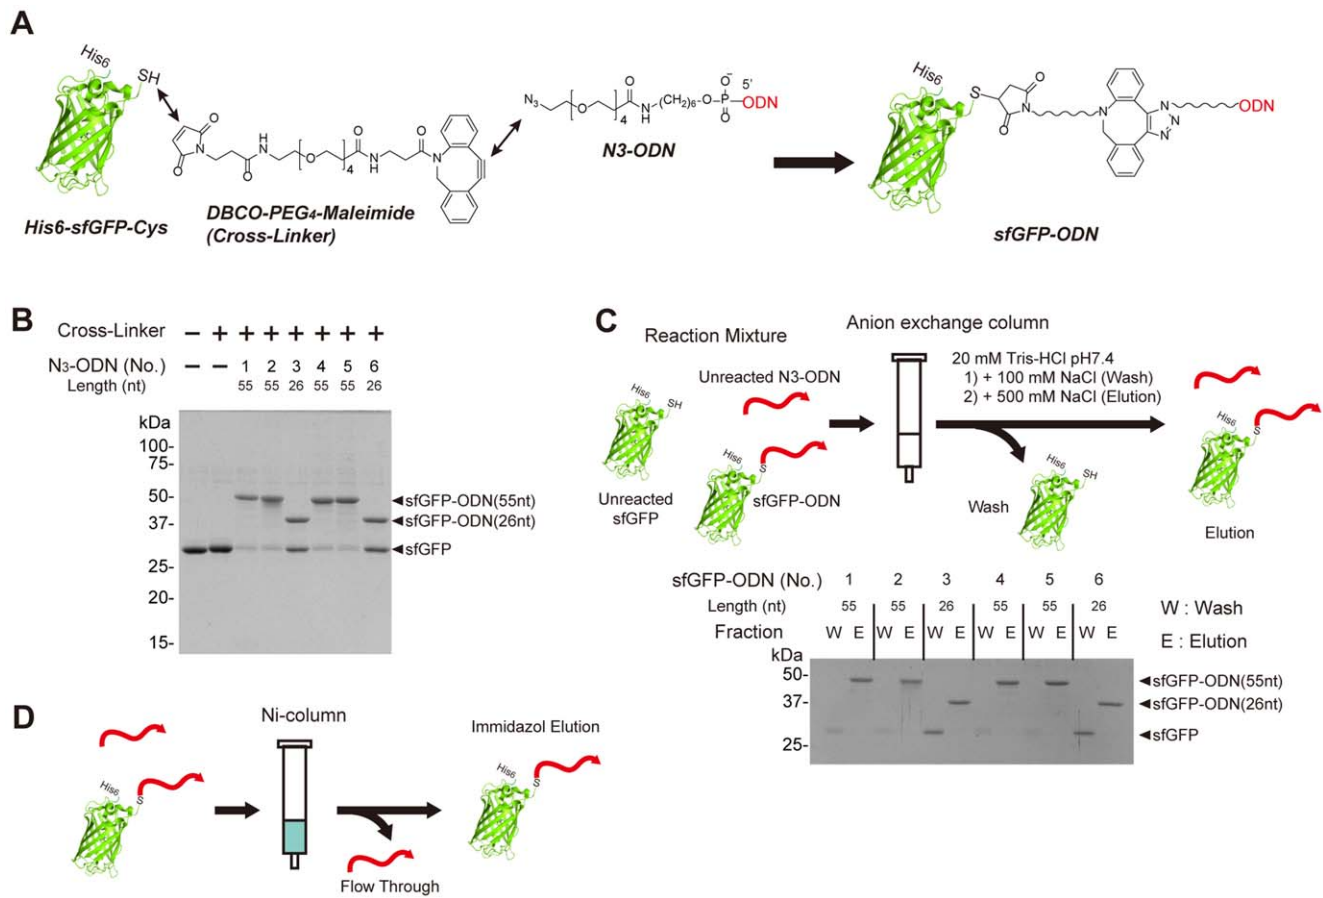 A
His6
SH
N
O
O
O
H
N
O
4
O
N
H
O
N
N3
O
4
O
N
H
(CH2)6
O
P
O-
O
5'
ODN
N3-ODN
His6-sfGFP-Cys
DBCO-PEG4-Maleimide
(Cross-Linker)
His6
S
O
N
O
N
N
N
N
ODN
sfGFP-ODN
B
Cross-Linker − + + + + + + +
N3-ODN (No.) − − 1 2 3 4 5 6
Length (nt) 55 55 26 55 55 26
kDa
100-
75-
50-
37-
25-
20-
15-
sfGFP-ODN(55nt)
sfGFP-ODN(26nt)
sfGFP
C
Reaction Mixture
Anion exchange column
Unreacted N3-ODN
His6
SH
Unreacted
sfGFP
His6
S
sfGFP-ODN
20 mM Tris-HCl pH7.4
1) + 100 mM NaCl (Wash)
2) + 500 mM NaCl (Elution)
His6
SH
Wash
His6
S
Elution
sfGFP-ODN (No.) 1 2 3 4 5 6
Length (nt) 55 55 26 55 55 26
Fraction W E W E W E W E W E W E
W : Wash
E : Elution
kDa
50-
37-
25-
sfGFP-ODN(55nt)
sfGFP-ODN(26nt)
sfGFP
D
Ni-column
Immidazol Elution
His6
S
His6
S
Flow Through